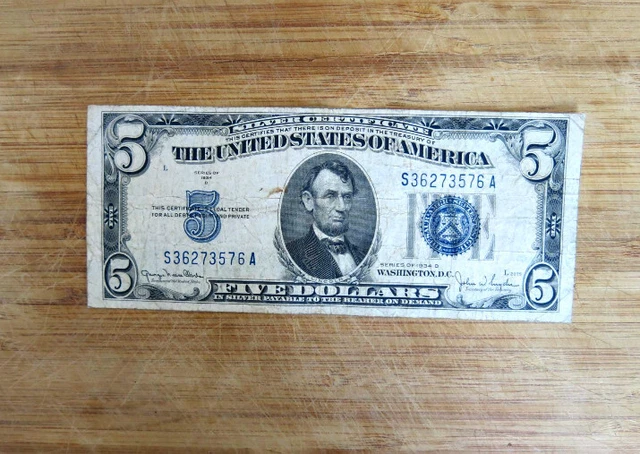 SILVER CERTIFICATE
THIS CERTIFIES THAT THERE IS ON DEPOSIT IN THE TREASURY OF
5
THE UNITED STATES OF AMERICA
5
L
SERIES OF
1934
D
S36273576A
5
THIS CERTIFICATE IS LEGAL TENDER
FOR ALL DEBTS PUBLIC AND PRIVATE
S36273576A
SERIES OF 1934 D
WASHINGTON, D.C.
L
5
FIVE DOLLARS
5
IN SILVER PAYABLE TO THE BEARER ON DEMAND